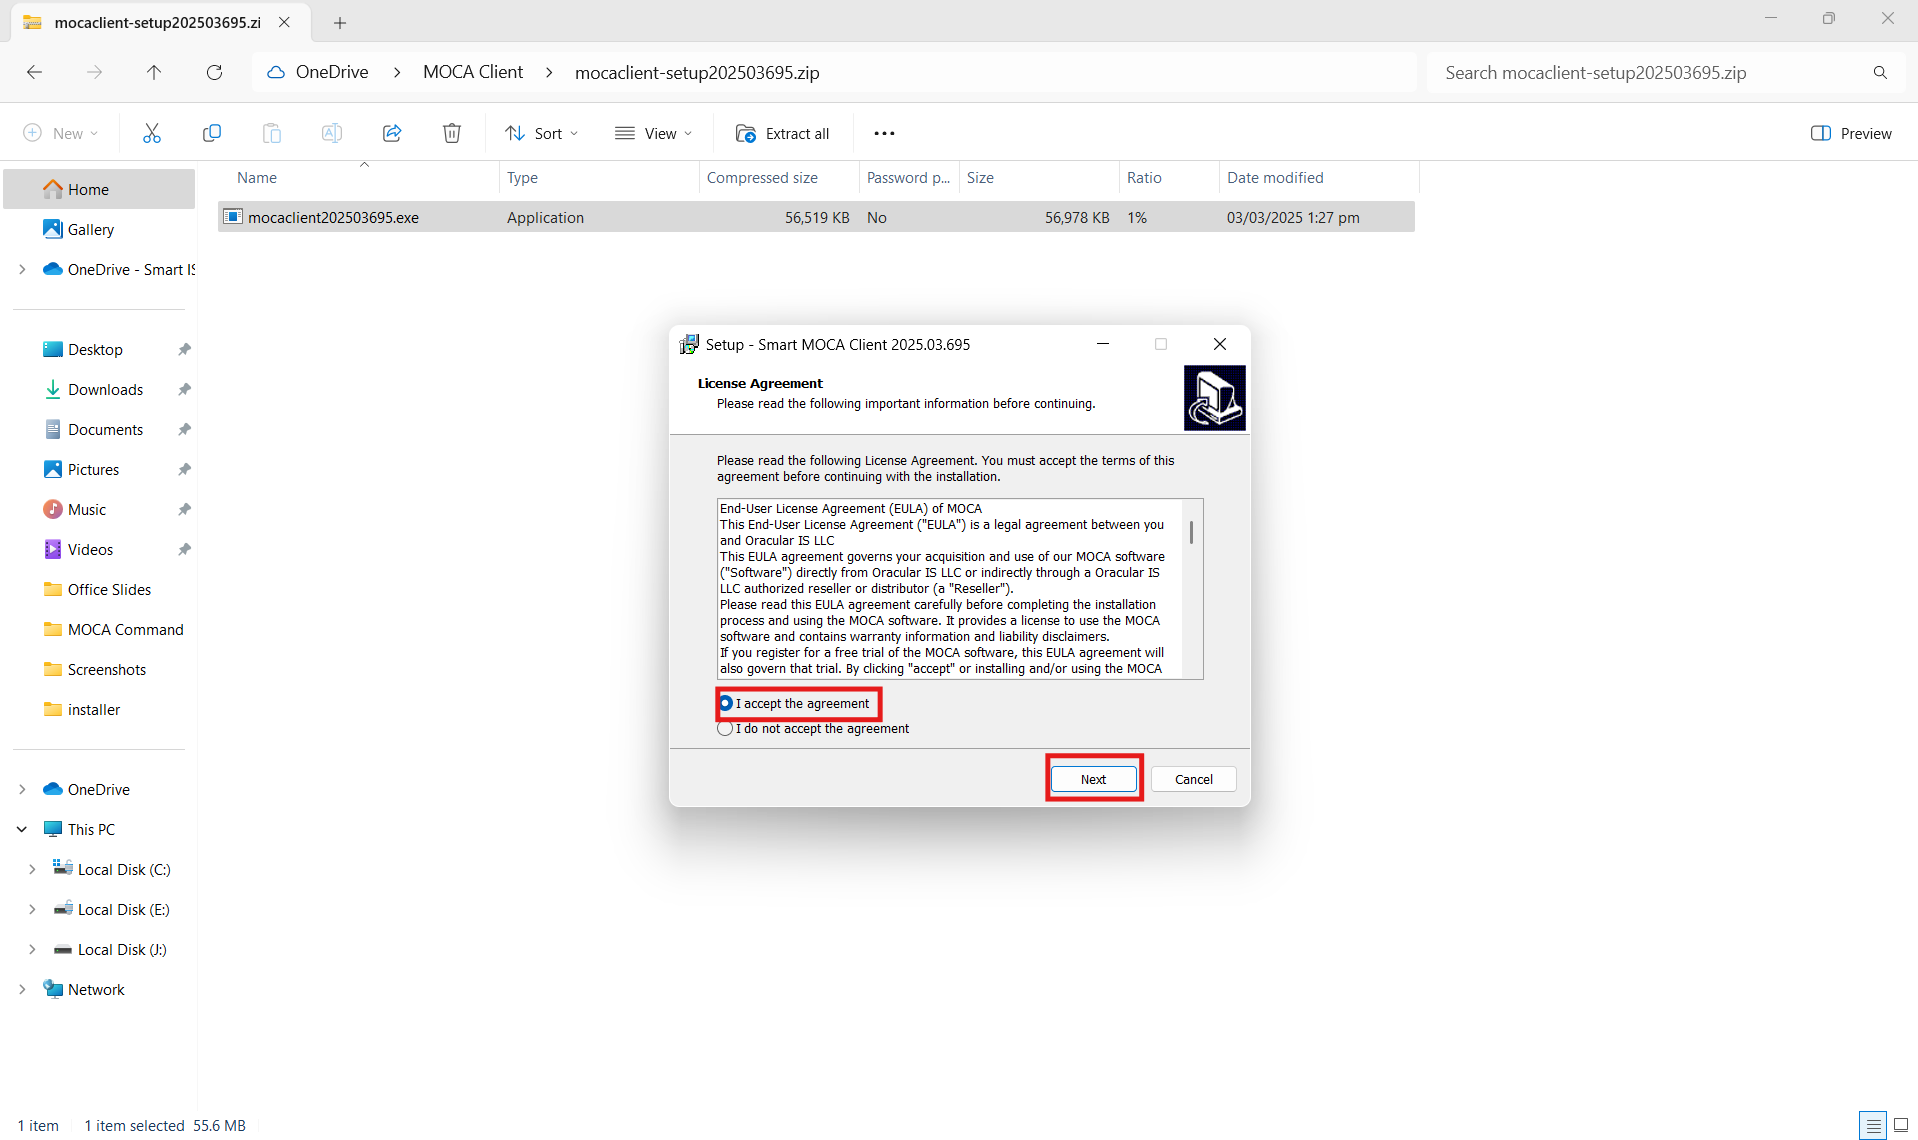 mocaclient-setup202503695.zi
OneDrive > MOCA Client > mocaclient-setup202503695.zip
Search mocaclient-setup202503695.zip
New
Sort
View
Extract all
Preview
Name Type Compressed size Password p... Size Ratio Date modified
mocaclient202503695.exe Application 56,519 KB No 56,978 KB 1% 03/03/2025 1:27 pm
Home
Gallery
OneDrive - Smart IS
Desktop
Downloads
Documents
Pictures
Music
Videos
Office Slides
MOCA Command
Screenshots
installer
OneDrive
This PC
Local Disk (C:)
Local Disk (E:)
Local Disk (J:)
Network
Setup - Smart MOCA Client 2025.03.695
License Agreement
Please read the following important information before continuing.
Please read the following License Agreement. You must accept the terms of this
agreement before continuing with the installation.
End-User License Agreement (EULA) of MOCA
This End-User License Agreement ("EULA") is a legal agreement between you
and Oracular IS LLC
This EULA agreement governs your acquisition and use of our MOCA software
("Software") directly from Oracular IS LLC or indirectly through a Oracular IS
LLC authorized reseller or distributor (a "Reseller").
Please read this EULA agreement carefully before completing the installation
process and using the MOCA software. It provides a license to use the MOCA
software and contains warranty information and liability disclaimers.
If you register for a free trial of the MOCA software, this EULA agreement will
also govern that trial. By clicking "accept" or installing and/or using the MOCA
I accept the agreement
I do not accept the agreement
Next
Cancel
1 item 1 item selected 55.6 MB